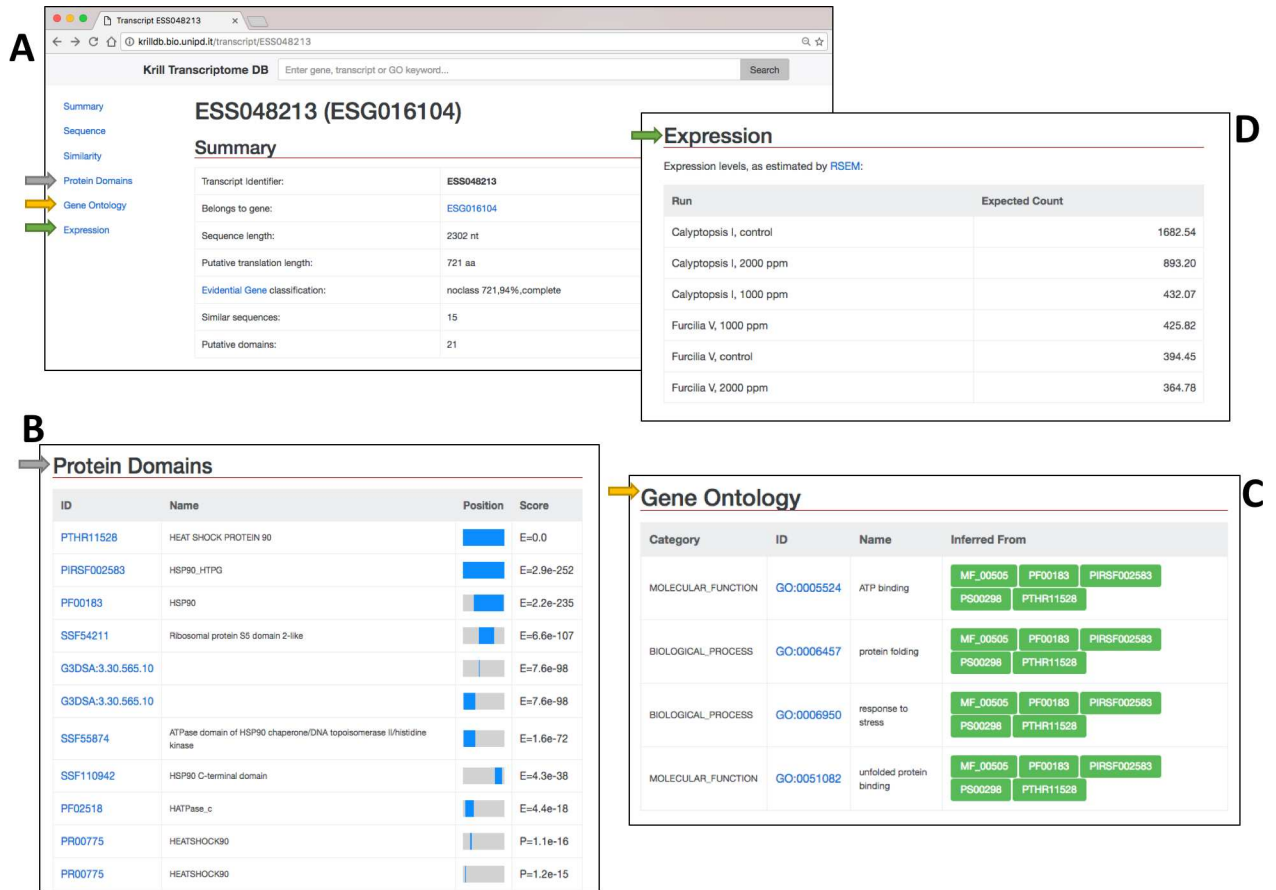 A
Transcript ESS048213 ×
krilldb.bio.unipd.it/transcript/ESS048213
Krill Transcriptome DB Enter gene, transcript or GO keyword... Search
Summary
Sequence
Similarity
Protein Domains
Gene Ontology
Expression
ESS048213 (ESG016104)
Summary
Transcript Identifier: ESS048213
Belongs to gene: ESG016104
Sequence length: 2302 nt
Putative translation length: 721 aa
Evidential Gene classification: noclass 721,94%,complete
Similar sequences: 15
Putative domains: 21
D
Expression
Expression levels, as estimated by RSEM:
Run Expected Count
Calyptopsis I, control 1682.54
Calyptopsis I, 2000 ppm 893.20
Calyptopsis I, 1000 ppm 432.07
Furcilia V, 1000 ppm 425.82
Furcilia V, control 394.45
Furcilia V, 2000 ppm 364.78
B
Protein Domains
ID Name Position Score
PTHR11528 HEAT SHOCK PROTEIN 90 E=0.0
PIRSF002583 HSP90_HTPG E=2.9e-252
PF00183 HSP90 E=2.2e-235
SSF54211 Ribosomal protein S5 domain 2-like E=6.6e-107
G3DSA:3.30.565.10 E=7.6e-98
G3DSA:3.30.565.10 E=7.6e-98
SSF55874 ATPase domain of HSP90 chaperone/DNA topoisomerase II/histidine
kinase E=1.6e-72
SSF110942 HSP90 C-terminal domain E=4.3e-38
PF02518 HATPase_c E=4.4e-18
PR00775 HEATSHOCK90 P=1.1e-16
PR00775 HEATSHOCK90 P=1.2e-15
C
Gene Ontology
Category ID Name Inferred From
MOLECULAR_FUNCTION GO:0005524 ATP binding MF_00505 PF00183 PIRSF002583
PS00298 PTHR11528
BIOLOGICAL_PROCESS GO:0006457 protein folding MF_00505 PF00183 PIRSF002583
PS00298 PTHR11528
BIOLOGICAL_PROCESS GO:0006950 response to
stress MF_00505 PF00183 PIRSF002583
PS00298 PTHR11528
MOLECULAR_FUNCTION GO:0051082 unfolded protein
binding MF_00505 PF00183 PIRSF002583
PS00298 PTHR11528